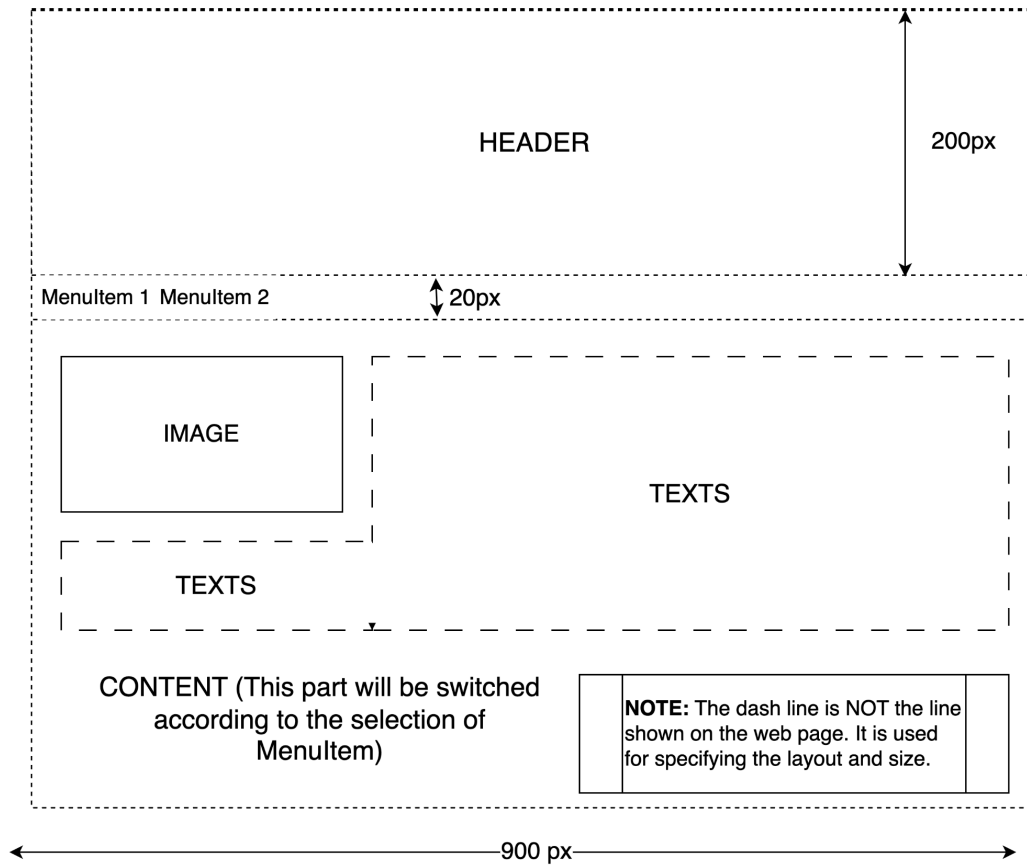 HEADER
200px
MenuItem 1 MenuItem 2
20px
IMAGE
TEXTS
TEXTS
CONTENT (This part will be switched
according to the selection of
MenuItem)
NOTE: The dash line is NOT the line
shown on the web page. It is used
for specifying the layout and size.
900 px